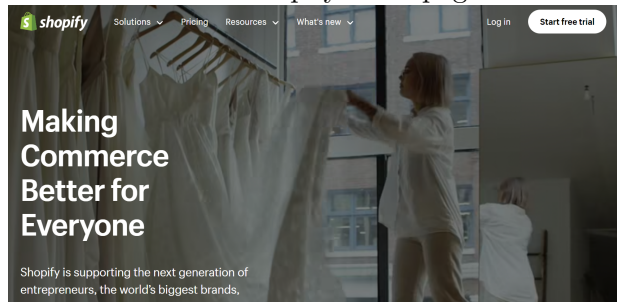 shopify
Solutions Pricing Resources What's new Log in Start free trial
Making
Commerce
Better for
Everyone
Shopify is supporting the next generation of
entrepreneurs, the world's biggest brands,